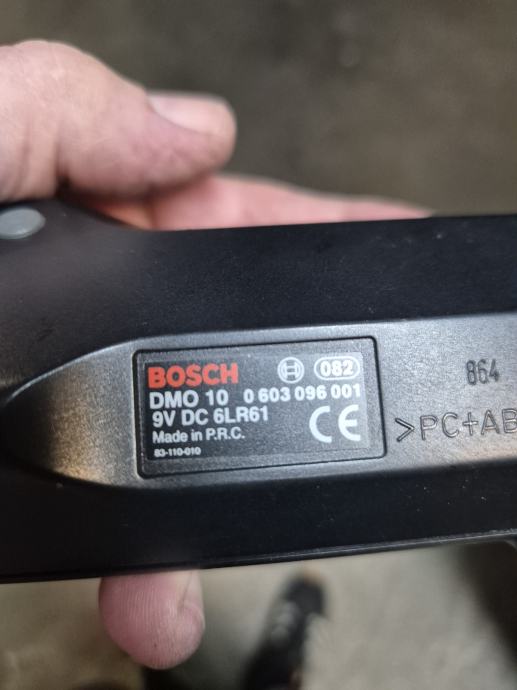 BOSCH 082
DMO 10 0 603 096 001
9V DC 6LR61
Made in P.R.C.
83-110-010
CE
864
>PC+AB